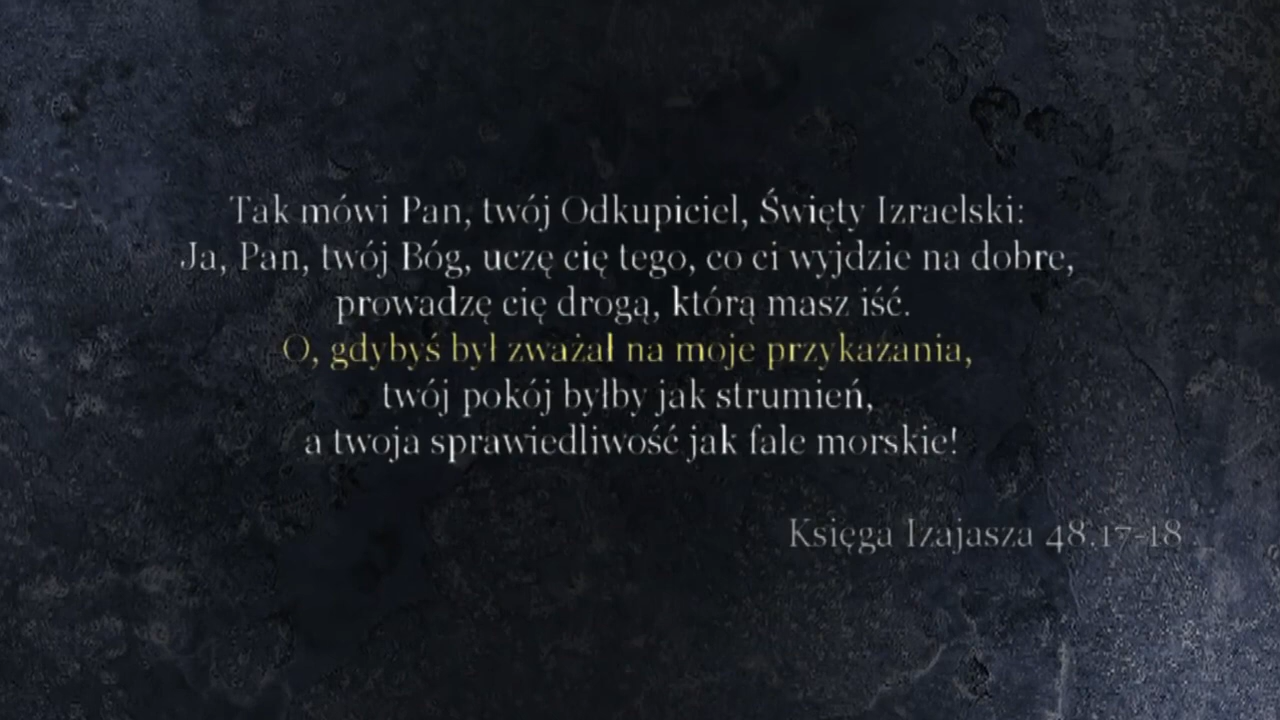 Tak mówi Pan, twój Odkupiciel, Święty Izraelski:
Ja, Pan, twój Bóg, uczę cię tego, co ci wyjdzie na dobre,
prowadzę cię drogą, którą masz iść.
O, gdybyś był zważał na moje przykazania,
twój pokój byłby jak strumień,
a twoja sprawiedliwość jak fale morskie!
Księga Izajasza 48.17-18